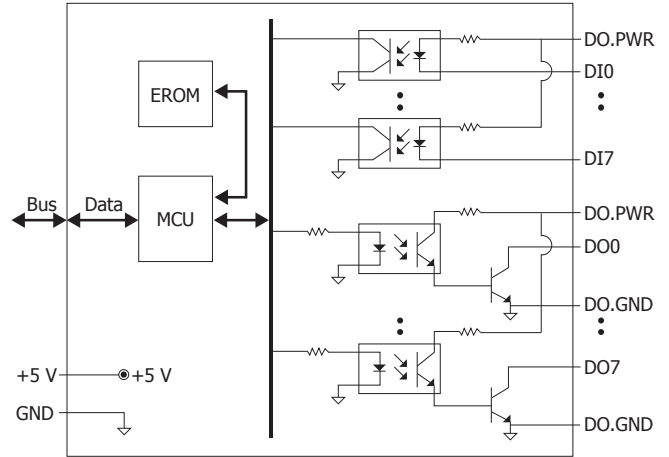 DO.PWR
DI0
EROM
DI7
Bus
Data
MCU
DO.PWR
DO0
DO.GND
+5 V
+5 V
DO7
GND
DO.GND